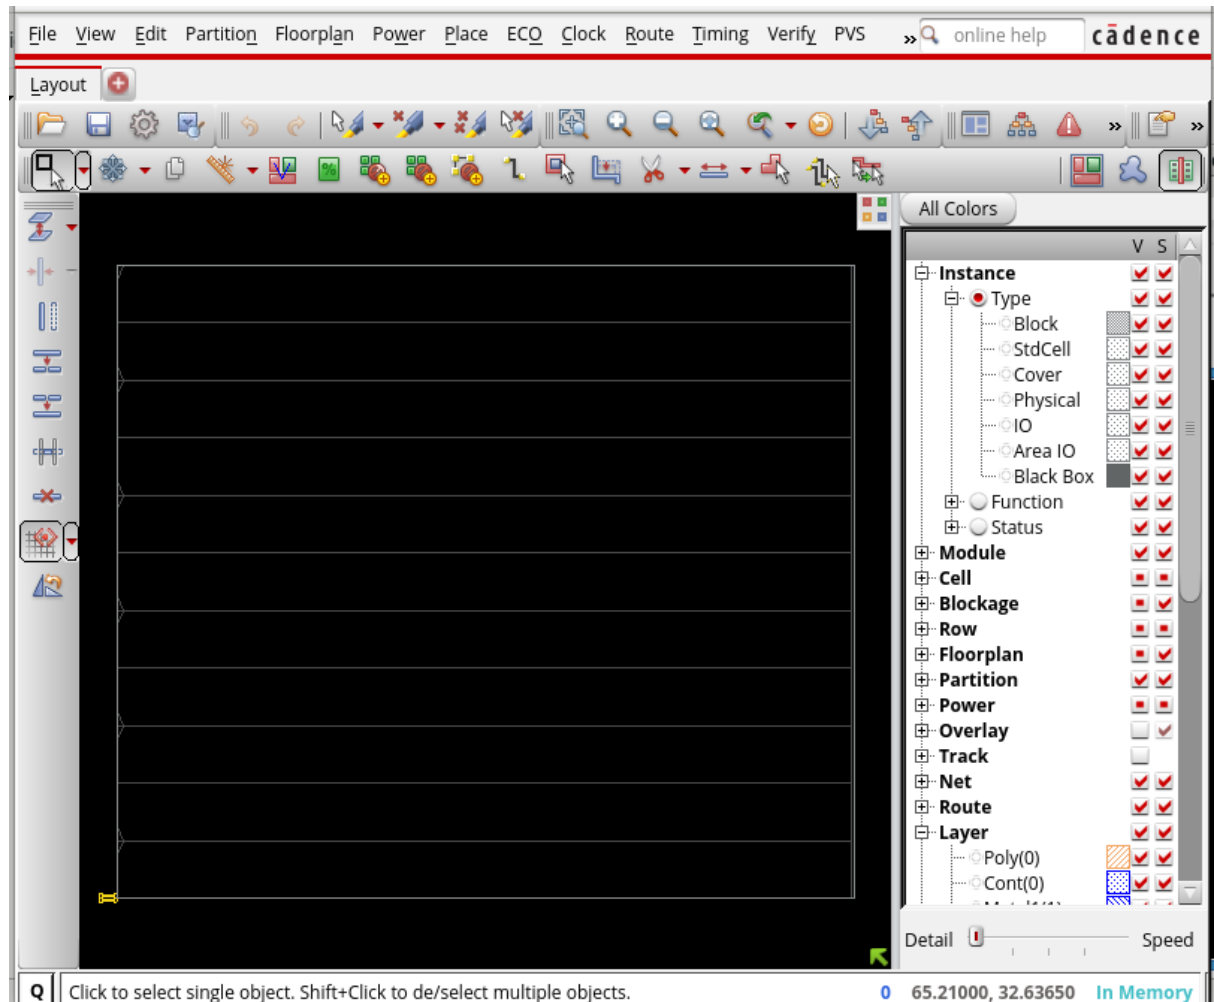 File View Edit Partition Floorplan Power Place ECO Clock Route Timing Verify PVS » online help cādence
Layout
» »
All Colors
V S
Instance
Type
Block
StdCell
Cover
Physical
IO
Area IO
Black Box
Function
Status
Module
Cell
Blockage
Row
Floorplan
Partition
Power
Overlay
Track
Net
Route
Layer
Poly(0)
Cont(0)
Detail Speed
Q Click to select single object. Shift+Click to de/select multiple objects. 0 65.21000, 32.63650 In Memory